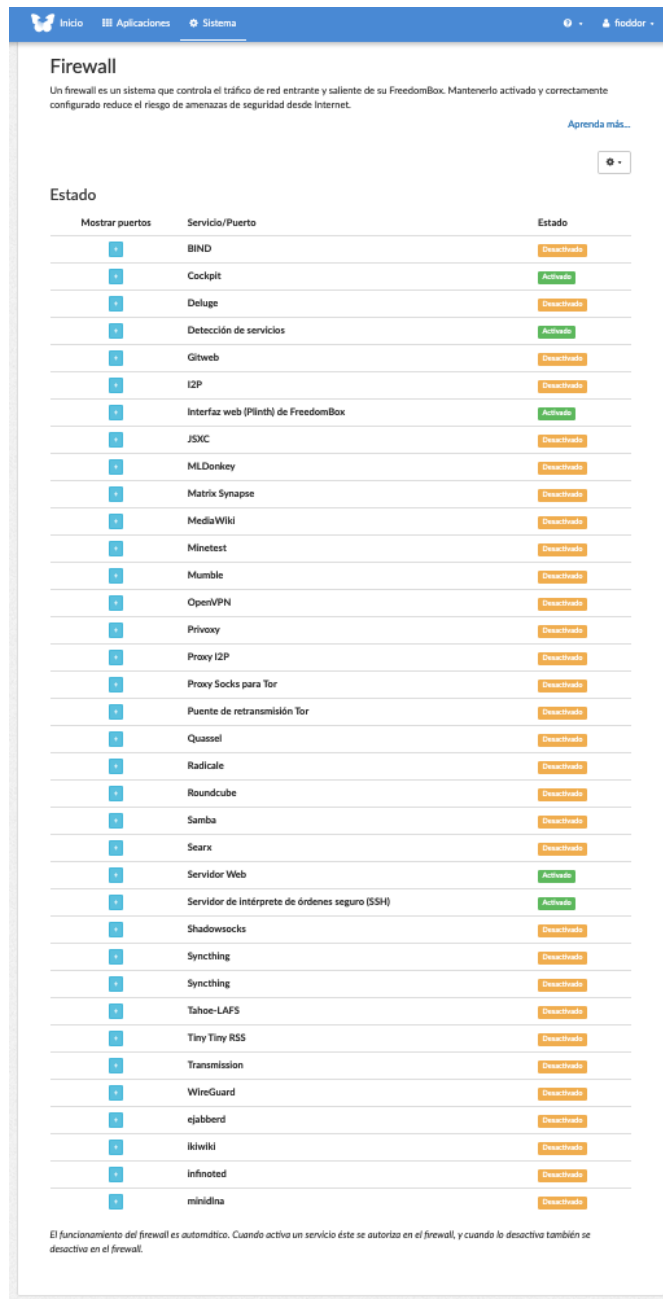 Inicio Aplicaciones Sistema fioddor
Firewall
Un firewall es un sistema que controla el tráfico de red entrante y saliente de su FreedomBox. Mantenerlo activado y correctamente
configurado reduce el riesgo de amenazas de seguridad desde Internet.
Aprenda más...
Estado
Mostrar puertos Servicio/Puerto Estado
+ BIND Desactivado
+ Cockpit Activado
+ Deluge Desactivado
+ Detección de servicios Activado
+ Gitweb Desactivado
+ I2P Desactivado
+ Interfaz web (Plinth) de FreedomBox Activado
+ JSXC Desactivado
+ MLDonkey Desactivado
+ Matrix Synapse Desactivado
+ MediaWiki Desactivado
+ Minetest Desactivado
+ Mumble Desactivado
+ OpenVPN Desactivado
+ Privoxy Desactivado
+ Proxy I2P Desactivado
+ Proxy Socks para Tor Desactivado
+ Puente de retransmisión Tor Desactivado
+ Quassel Desactivado
+ Radicale Desactivado
+ Roundcube Desactivado
+ Samba Desactivado
+ Searx Desactivado
+ Servidor Web Activado
+ Servidor de intérprete de órdenes seguro (SSH) Activado
+ Shadowsocks Desactivado
+ Syncthing Desactivado
+ Syncthing Desactivado
+ Tahoe-LAFS Desactivado
+ Tiny Tiny RSS Desactivado
+ Transmission Desactivado
+ WireGuard Desactivado
+ ejabberd Desactivado
+ ikiwiki Desactivado
+ infinoted Desactivado
+ minidlna Desactivado
El funcionamiento del firewall es automático. Cuando activa un servicio éste se autoriza en el firewall, y cuando lo desactiva también se
desactiva en el firewall.